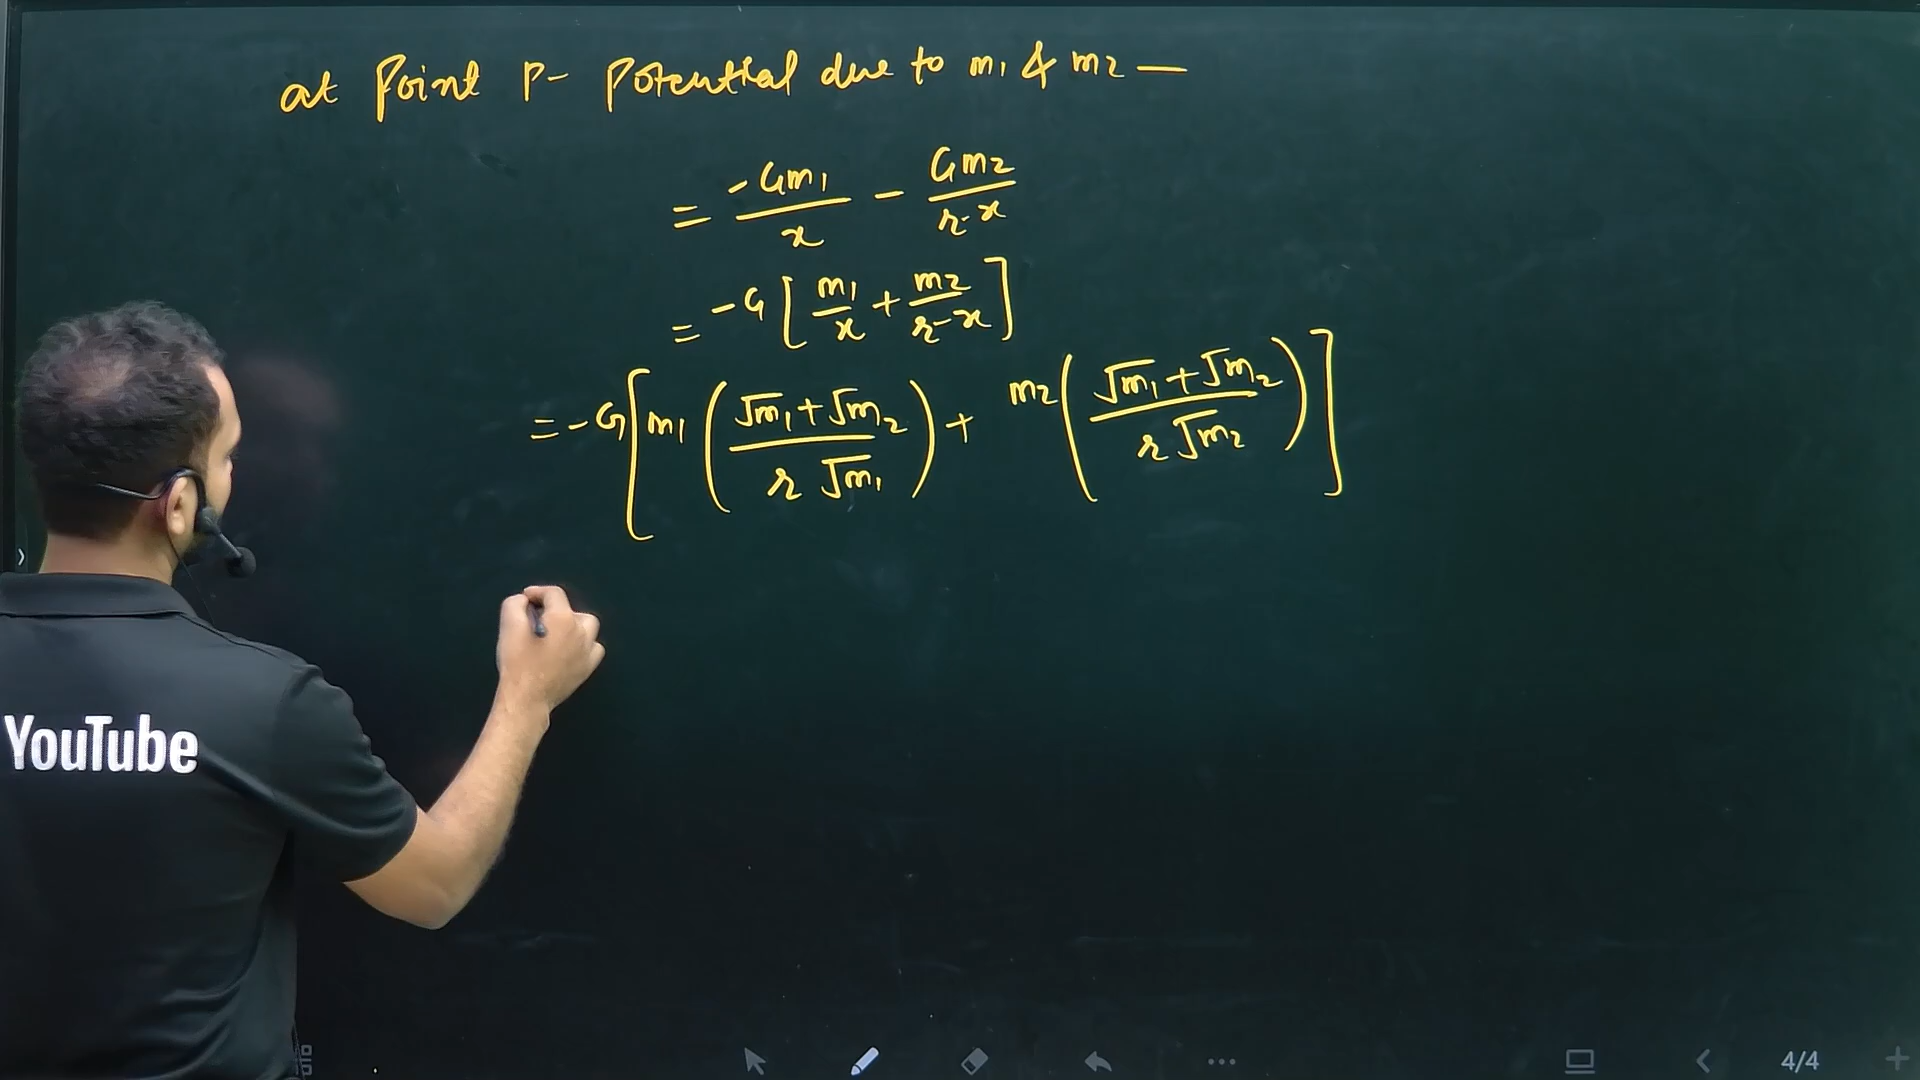 at Point P- Potential due to m₁ & m₂ —
= -Gm₁/x - Gm₂/r-x
= -G [ m₁/x + m₂/r-x ]
= -G [ m₁ ( √m₁+√m₂ / r √m₁ ) + m₂ ( √m₁+√m₂ / r √m₂ ) ]
YouTube
4/4